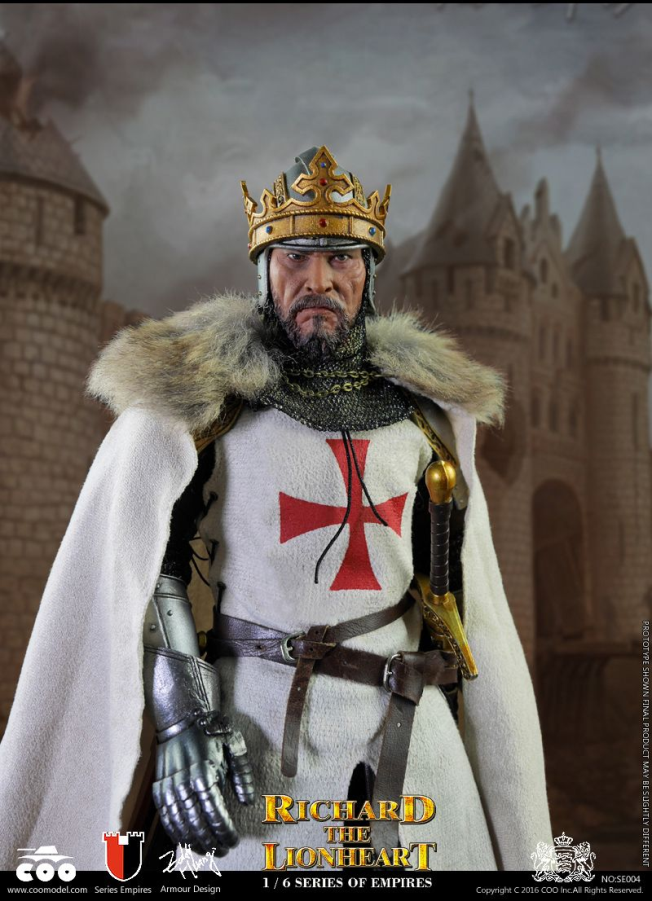 RICHARD
THE
LIONHEART
1 / 6 SERIES OF EMPIRES
COO
www.coomodel.com
Series Empires
Armour Design
NO:SE004
Copyright © 2016 COO Inc.All Rights Reserved.
PROTOTYPE SHOWN.FINAL PRODUCT MAY BE SLIGHTLY DIFFERENT